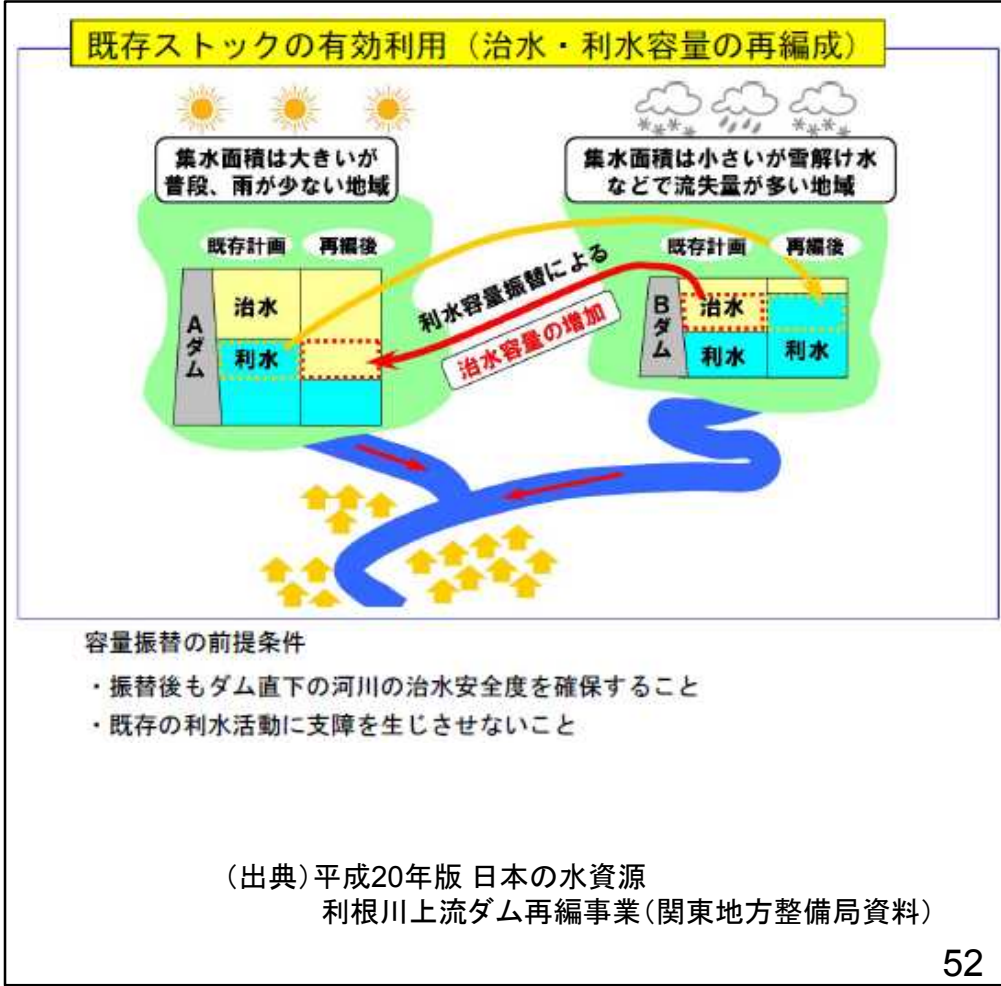 既存ストックの有効利用（治水・利水容量の再編成）
集水面積は大きいが
普段、雨が少ない地域
集水面積は小さいが雪解け水
などで流失量が多い地域
既存計画
再編後
Aダム
治水
利水
利水容量振替による
治水容量の増加
既存計画
再編後
Bダム
治水
利水
利水
容量振替の前提条件
・振替後もダム直下の河川の治水安全度を確保すること
・既存の利水活動に支障を生じさせないこと
（出典）平成20年版 日本の水資源
利根川上流ダム再編事業（関東地方整備局資料）
52